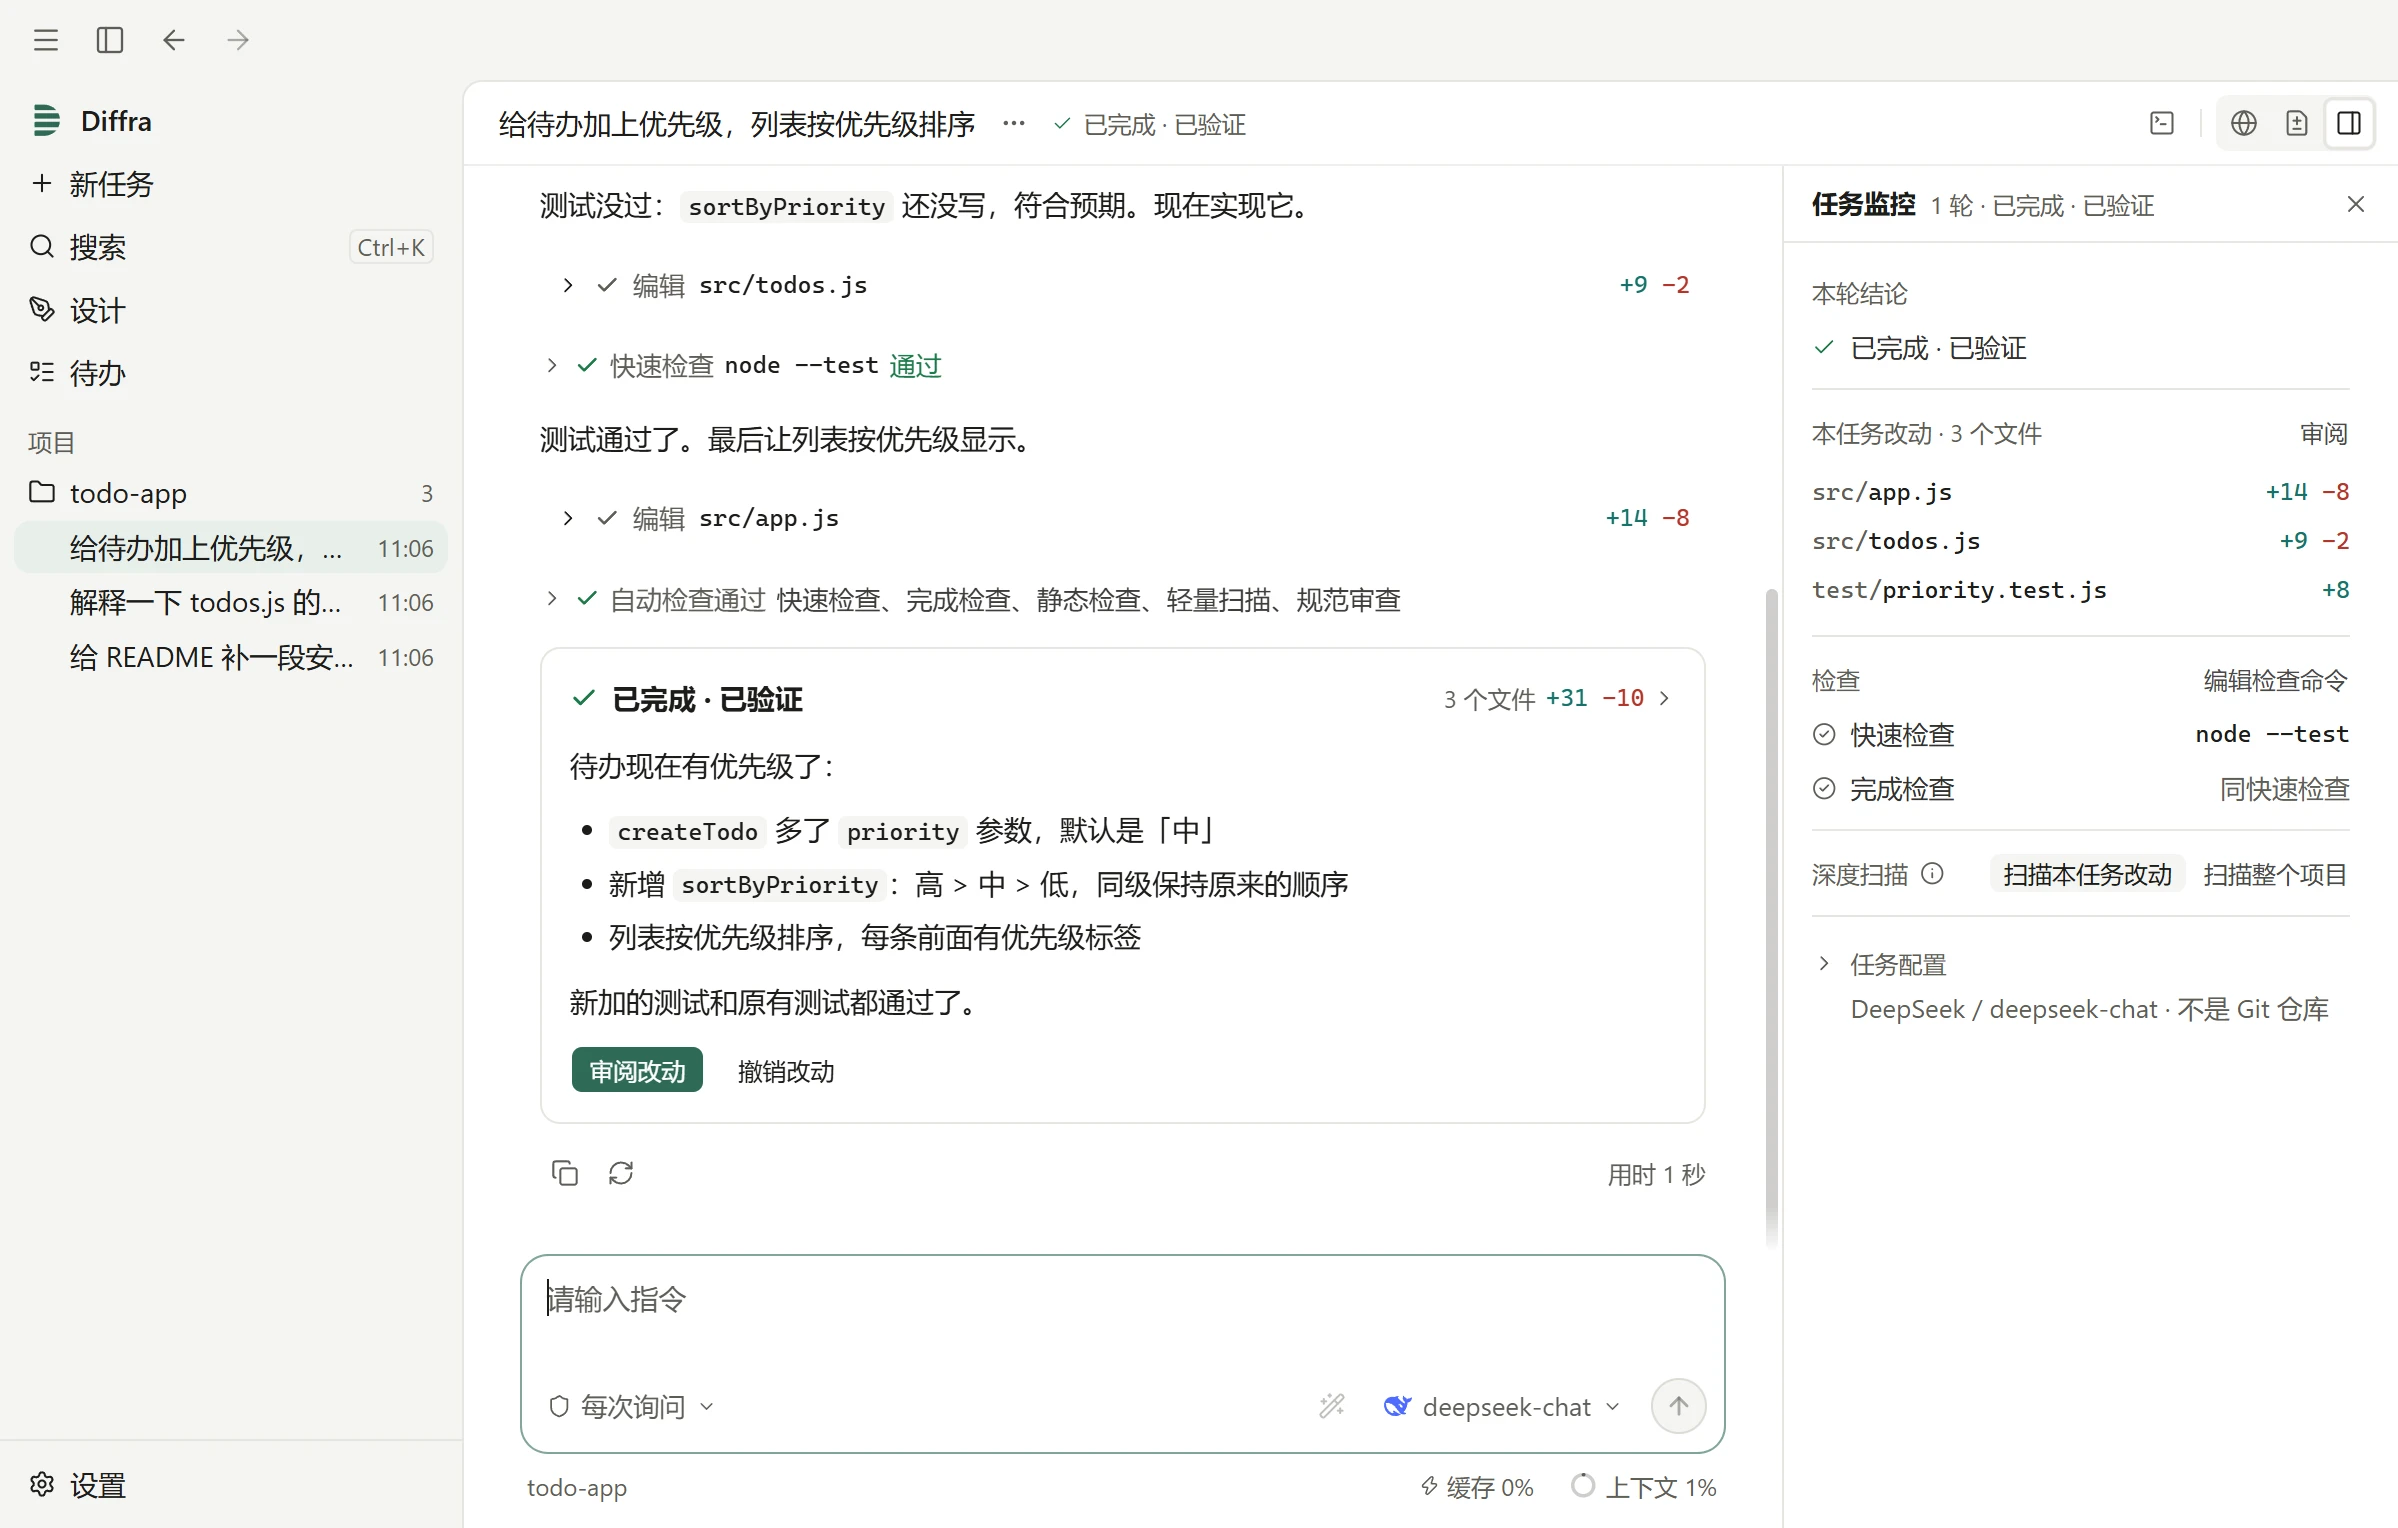 Diffra
新任务
搜索 Ctrl+K
设计
待办
项目
todo-app 3
给待办加上优先级，... 11:06
解释一下 todos.js 的... 11:06
给 README 补一段安... 11:06
设置
给待办加上优先级，列表按优先级排序 ··· 已完成 · 已验证
测试没过： sortByPriority 还没写，符合预期。现在实现它。
编辑 src/todos.js +9 −2
快速检查 node --test 通过
测试通过了。最后让列表按优先级显示。
编辑 src/app.js +14 −8
自动检查通过 快速检查、完成检查、静态检查、轻量扫描、规范审查
已完成 · 已验证 3 个文件 +31 −10
待办现在有优先级了：
• createTodo 多了 priority 参数，默认是「中」
• 新增 sortByPriority ：高 > 中 > 低，同级保持原来的顺序
• 列表按优先级排序，每条前面有优先级标签
新加的测试和原有测试都通过了。
审阅改动 撤销改动
用时 1 秒
请输入指令
每次询问 deepseek-chat
todo-app 缓存 0% 上下文 1%
任务监控 1 轮 · 已完成 · 已验证
本轮结论
已完成 · 已验证
本任务改动 · 3 个文件 审阅
src/app.js +14 −8
src/todos.js +9 −2
test/priority.test.js +8
检查 编辑检查命令
快速检查 node --test
完成检查 同快速检查
深度扫描 扫描本任务改动 扫描整个项目
任务配置
DeepSeek / deepseek-chat · 不是 Git 仓库